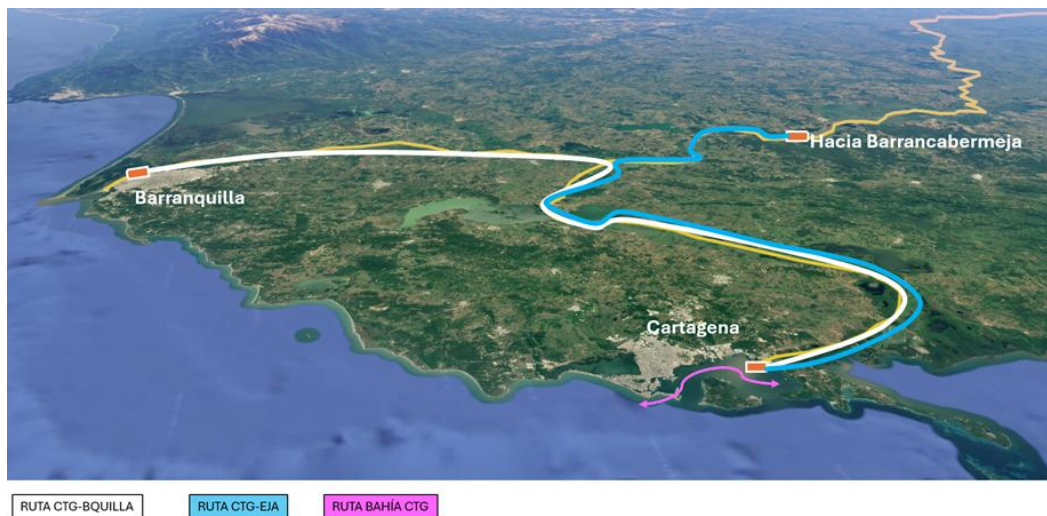 Hacia Barrancabermeja
Barranquilla
Cartagena
RUTA CTG-BQUILLA
RUTA CTG-EJA
RUTA BAHÍA CTG